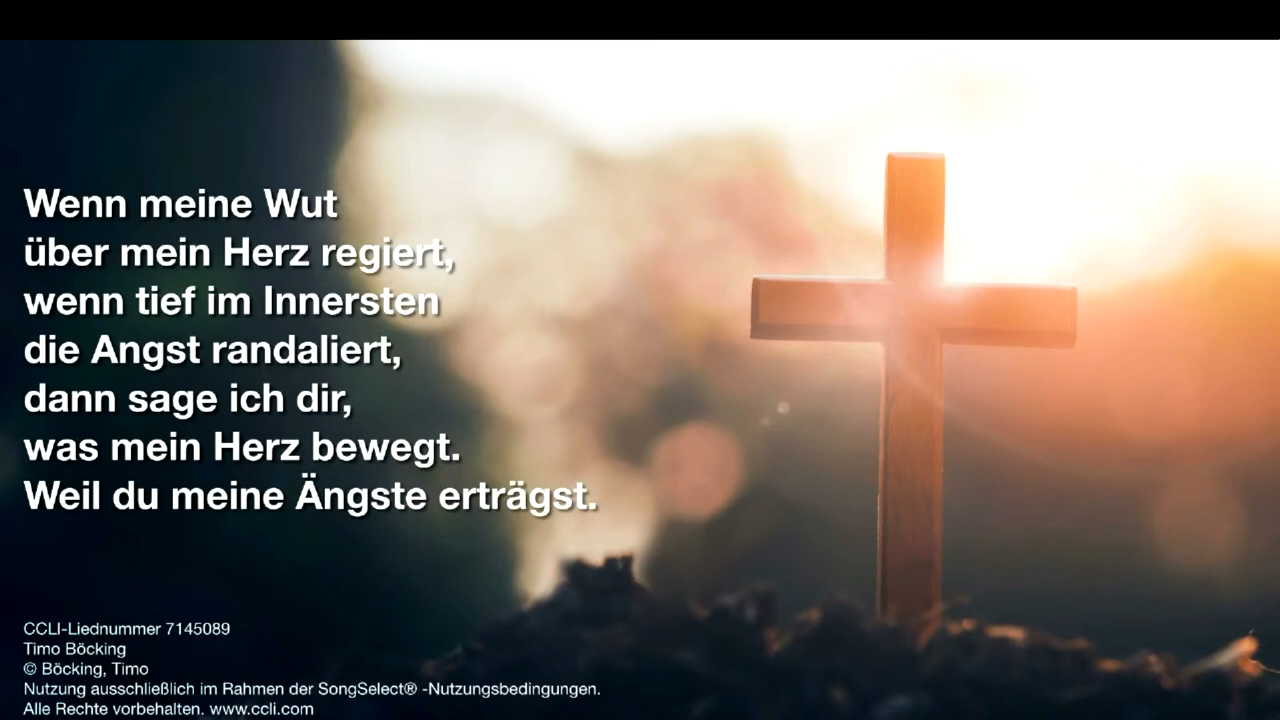 Wenn meine Wut
über mein Herz regiert,
wenn tief im Innersten
die Angst randaliert,
dann sage ich dir,
was mein Herz bewegt.
Weil du meine Ängste erträgst.
CCLI-Liednummer 7145089
Timo Böcking
© Böcking, Timo
Nutzung ausschließlich im Rahmen der SongSelect® -Nutzungsbedingungen.
Alle Rechte vorbehalten. www.ccli.com